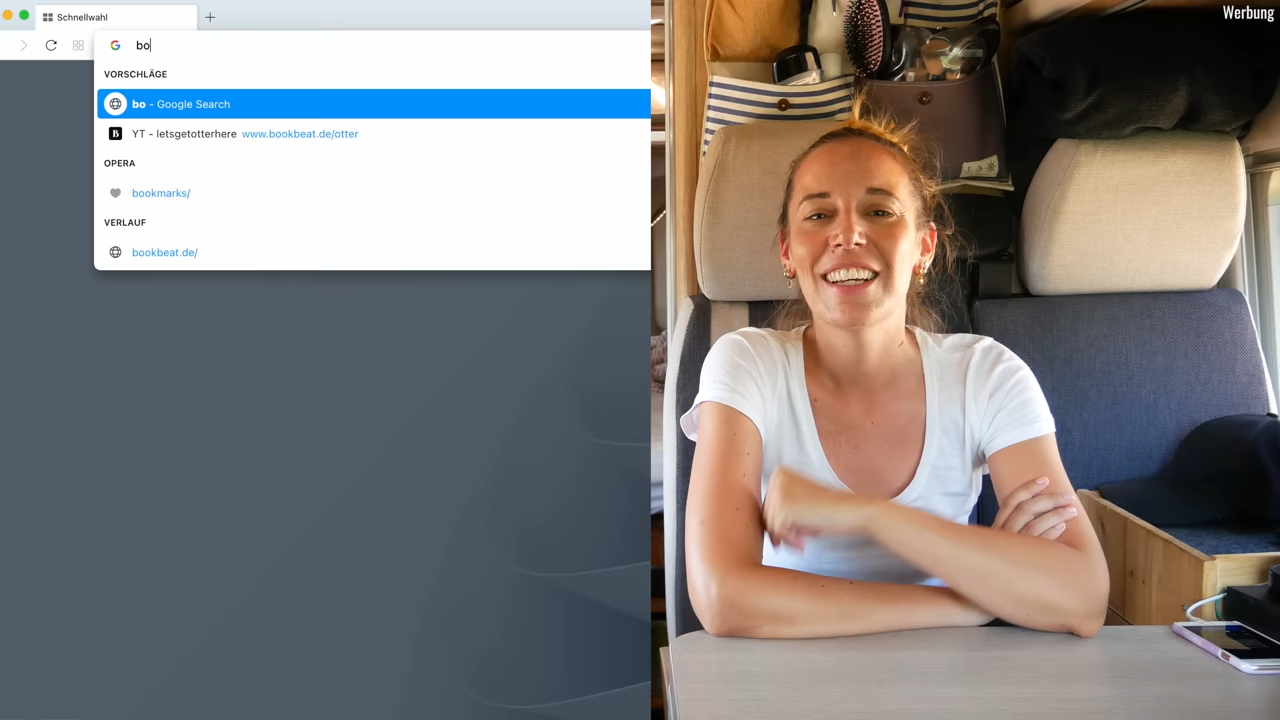 Schnellwahl
bo
VORSCHLÄGE
bo - Google Search
YT - letsgetotterhere www.bookbeat.de/otter
OPERA
bookmarks/
VERLAUF
bookbeat.de/
Werbung